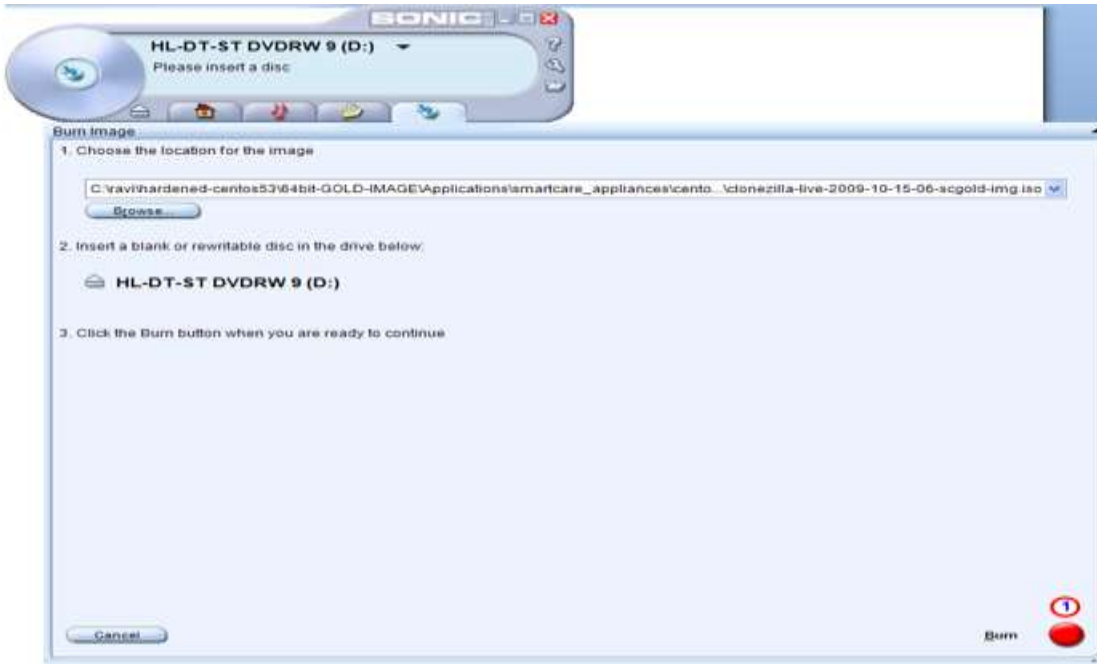 SONIC
HL-DT-ST DVDRW 9 (D:)
Please insert a disc
Burn Image
1. Choose the location for the image
C:\ravi\hardened-centos53\64bit-GOLD-IMAGE\Applications\smartcare_appliances\cento...\clonezilla-live-2009-10-15-06-scgold-img.iso
Browse...
2. Insert a blank or rewritable disc in the drive below:
HL-DT-ST DVDRW 9 (D:)
3. Click the Burn button when you are ready to continue
1
Cancel
Burn